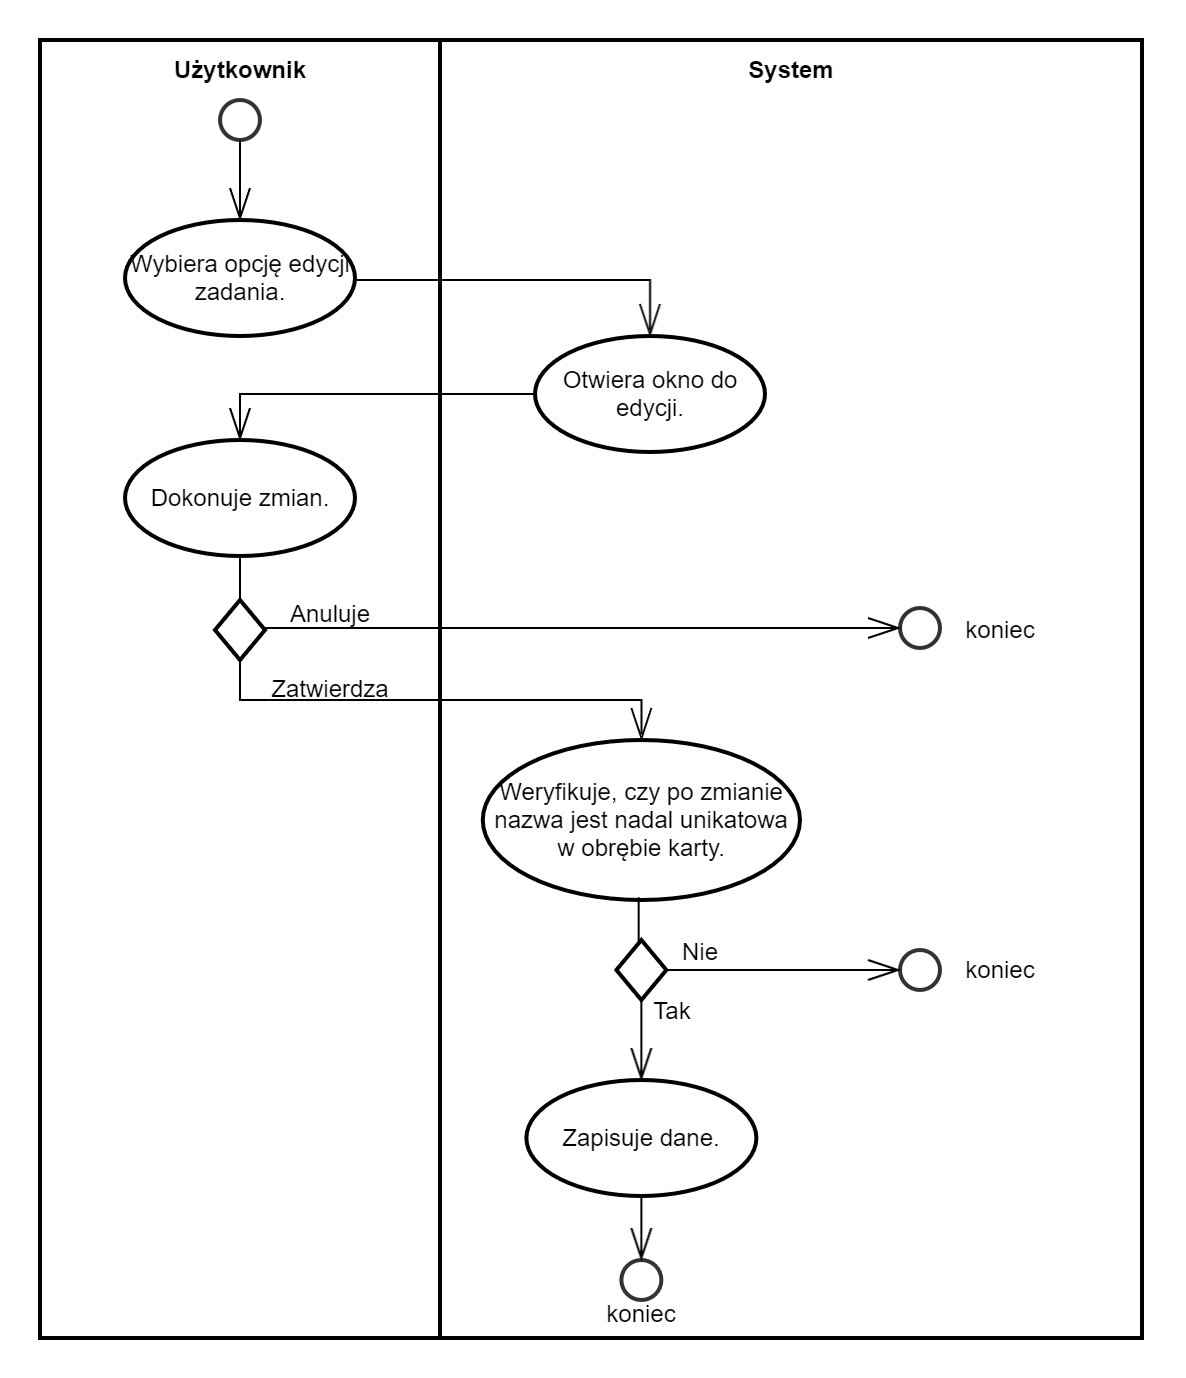 Użytkownik
System
Wybiera opcję edycji
zadania.
Otwiera okno do
edycji.
Dokonuje zmian.
Anuluje
koniec
Zatwierdza
Weryfikuje, czy po zmianie
nazwa jest nadal unikatowa
w obrębie karty.
Nie
koniec
Tak
Zapisuje dane.
koniec